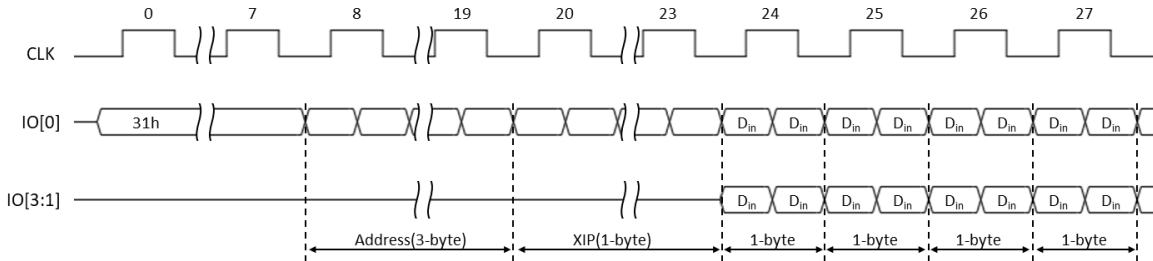 0 7 8 19 20 23 24 25 26 27
CLK
IO[0] 31h Din Din Din Din Din Din Din Din
IO[3:1] Din Din Din Din Din Din Din Din
Address(3-byte) XIP(1-byte) 1-byte 1-byte 1-byte 1-byte